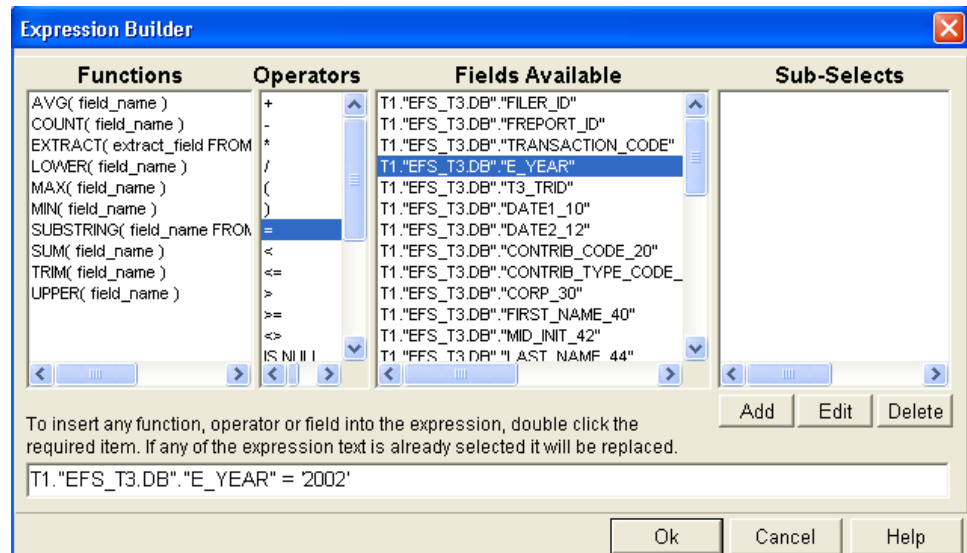 Expression Builder
Functions
AVG( field_name )
COUNT( field_name )
EXTRACT( extract_field FROM
LOWER( field_name )
MAX( field_name )
MIN( field_name )
SUBSTRING( field_name FROM
SUM( field_name )
TRIM( field_name )
UPPER( field_name )
Operators
+
-
*
/
(
)
=
<
<=
>
>=
<>
IS NULL
Fields Available
T1."EFS_T3.DB"."FILER_ID"
T1."EFS_T3.DB"."FREPORT_ID"
T1."EFS_T3.DB"."TRANSACTION_CODE"
T1."EFS_T3.DB"."E_YEAR"
T1."EFS_T3.DB"."T3_TRID"
T1."EFS_T3.DB"."DATE1_10"
T1."EFS_T3.DB"."DATE2_12"
T1."EFS_T3.DB"."CONTRIB_CODE_20"
T1."EFS_T3.DB"."CONTRIB_TYPE_CODE_
T1."EFS_T3.DB"."CORP_30"
T1."EFS_T3.DB"."FIRST_NAME_40"
T1."EFS_T3.DB"."MID_INIT_42"
T1."EFS_T3.DB"."LAST_NAME_44"
Sub-Selects
Add
Edit
Delete
To insert any function, operator or field into the expression, double click the
required item. If any of the expression text is already selected it will be replaced.
T1."EFS_T3.DB"."E_YEAR" = '2002'
Ok
Cancel
Help